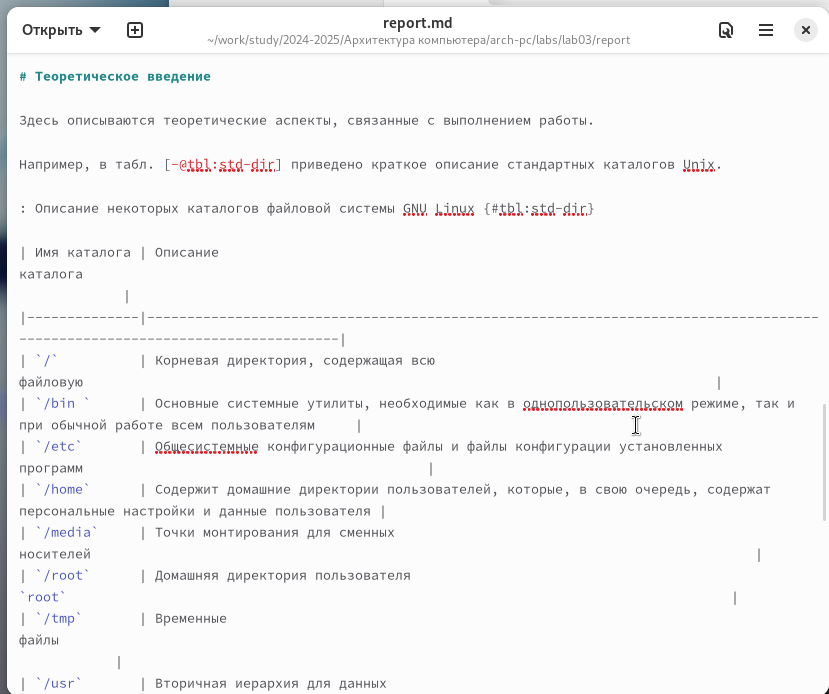 Открыть
report.md
~/work/study/2024-2025/Архитектура компьютера/arch-pc/labs/lab03/report
# Теоретическое введение
Здесь описываются теоретические аспекты, связанные с выполнением работы.
Например, в табл. [-@tbl:std-dir] приведено краткое описание стандартных каталогов Unix.
: Описание некоторых каталогов файловой системы GNU Linux {#tbl:std-dir}
| Имя каталога | Описание
каталога
|
|--------------|------------------------------------------------------------------------------------
----------------------------------------|
| `/`          | Корневая директория, содержащая всю
файловую |
| `/bin `      | Основные системные утилиты, необходимые как в однопользовательском режиме, так и
при обычной работе всем пользователям     |
| `/etc`       | Общесистемные конфигурационные файлы и файлы конфигурации установленных
программ |
| `/home`      | Содержит домашние директории пользователей, которые, в свою очередь, содержат
персональные настройки и данные пользователя |
| `/media`     | Точки монтирования для сменных
носителей |
| `/root`      | Домашняя директория пользователя
`root` |
| `/tmp`       | Временные
файлы
|
| `/usr`       | Вторичная иерархия для данных